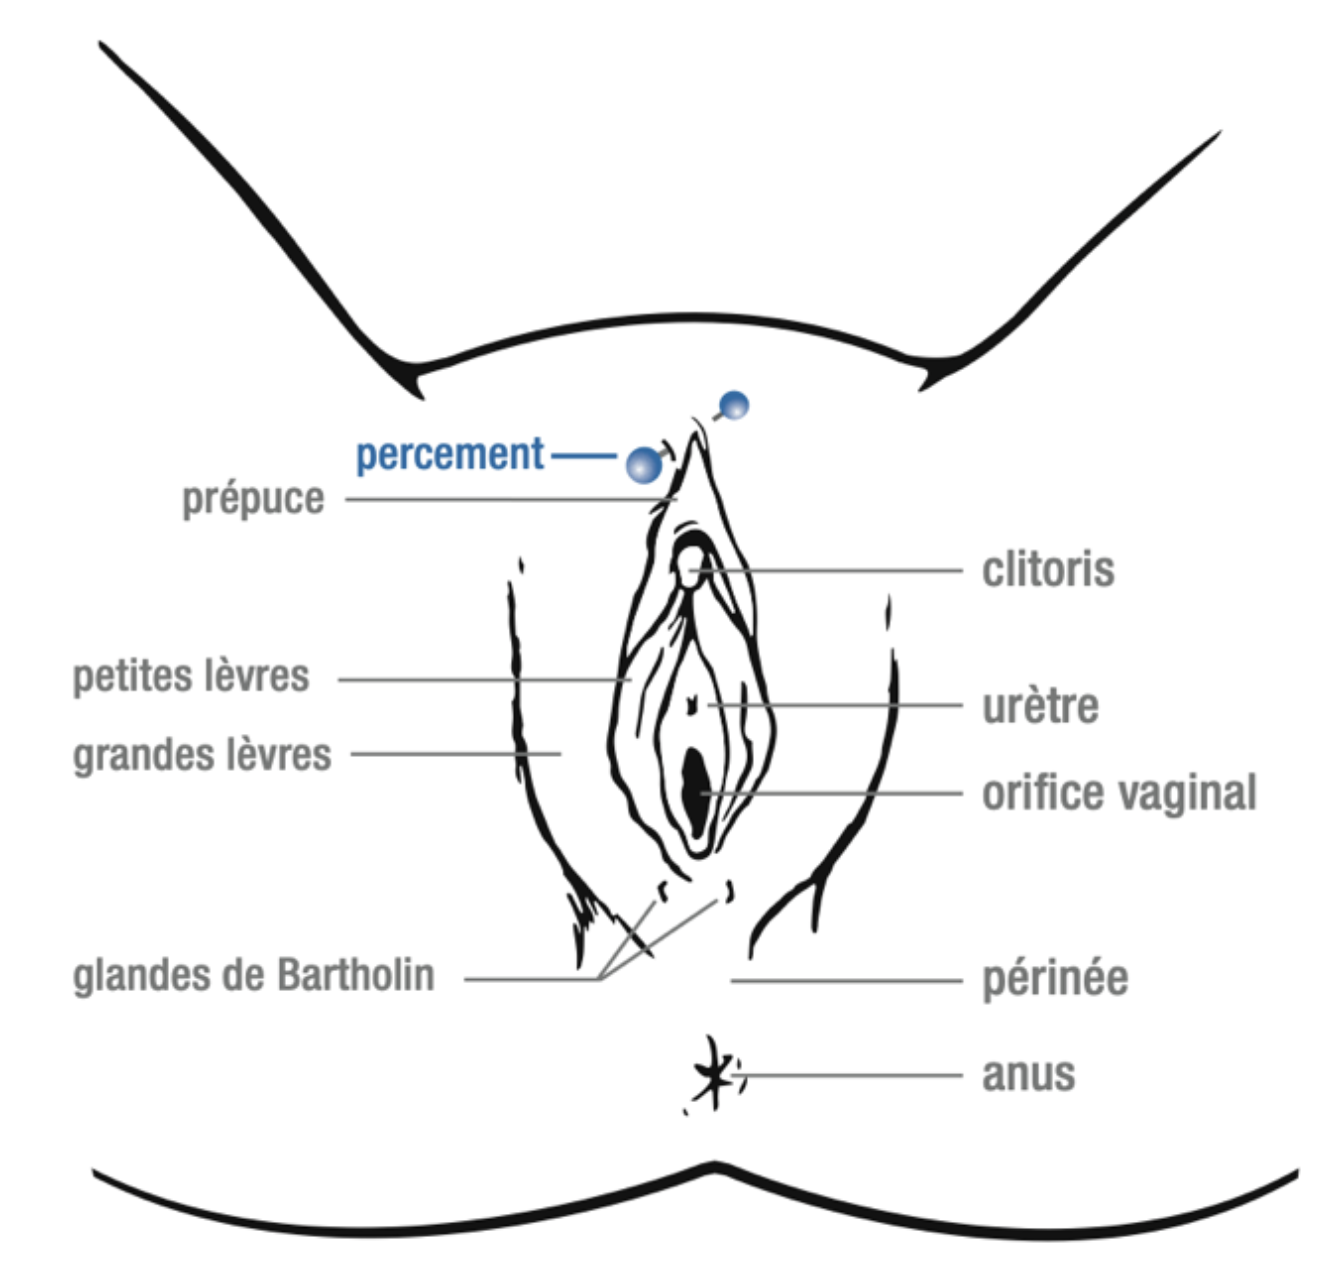 percement
prépuce
clitoris
petites lèvres
urètre
grandes lèvres
orifice vaginal
glandes de Bartholin
périnée
anus